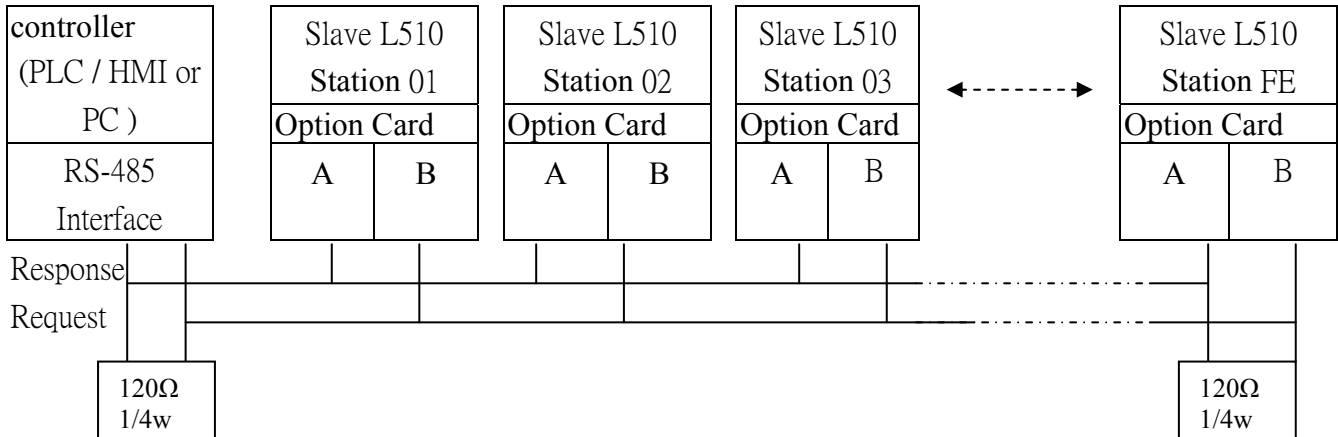 controller
(PLC / HMI or
PC )
RS-485
Interface
Slave L510
Station 01
Option Card
A
B
Slave L510
Station 02
Option Card
A
B
Slave L510
Station 03
Option Card
A
B
Slave L510
Station FE
Option Card
A
B
Response
Request
120Ω
1/4w
120Ω
1/4w